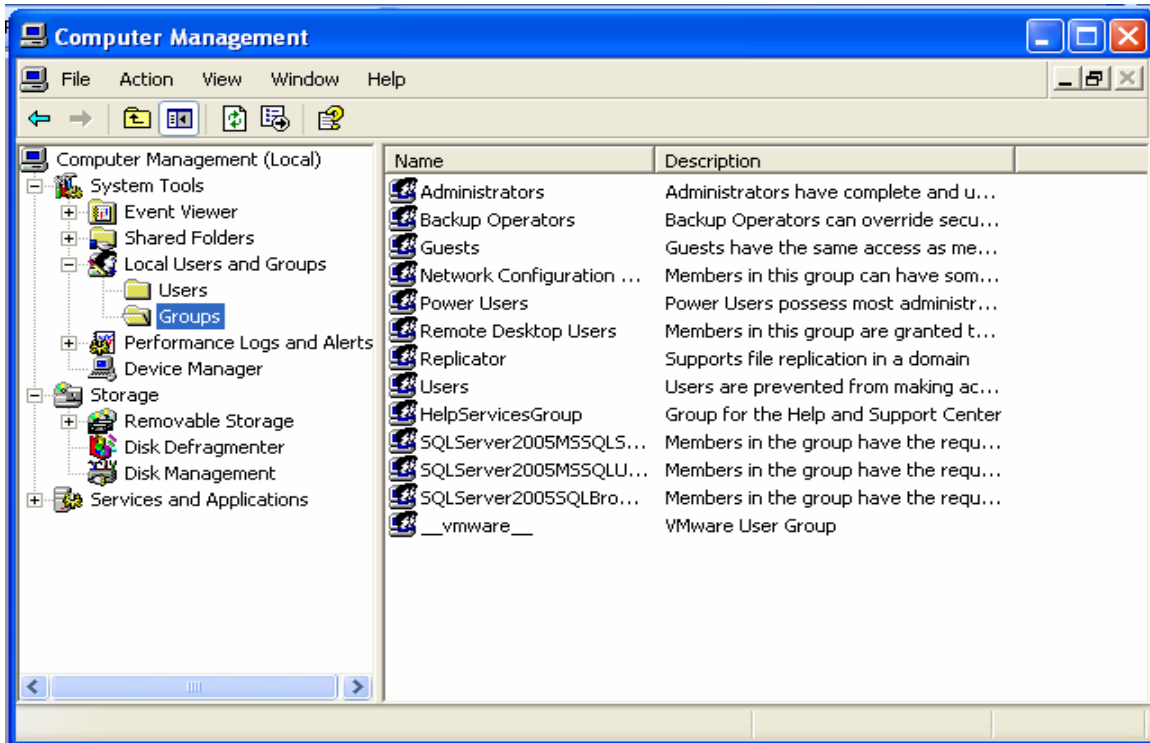 Computer Management
File Action View Window Help
Computer Management (Local)
System Tools
Event Viewer
Shared Folders
Local Users and Groups
Users
Groups
Performance Logs and Alerts
Device Manager
Storage
Removable Storage
Disk Defragmenter
Disk Management
Services and Applications
Name Description
Administrators Administrators have complete and u...
Backup Operators Backup Operators can override secu...
Guests Guests have the same access as me...
Network Configuration ... Members in this group can have som...
Power Users Power Users possess most administr...
Remote Desktop Users Members in this group are granted t...
Replicator Supports file replication in a domain
Users Users are prevented from making ac...
HelpServicesGroup Group for the Help and Support Center
SQLServer2005MSSQLS... Members in the group have the requ...
SQLServer2005MSSQLU... Members in the group have the requ...
SQLServer2005SQLBro... Members in the group have the requ...
__vmware__ VMware User Group